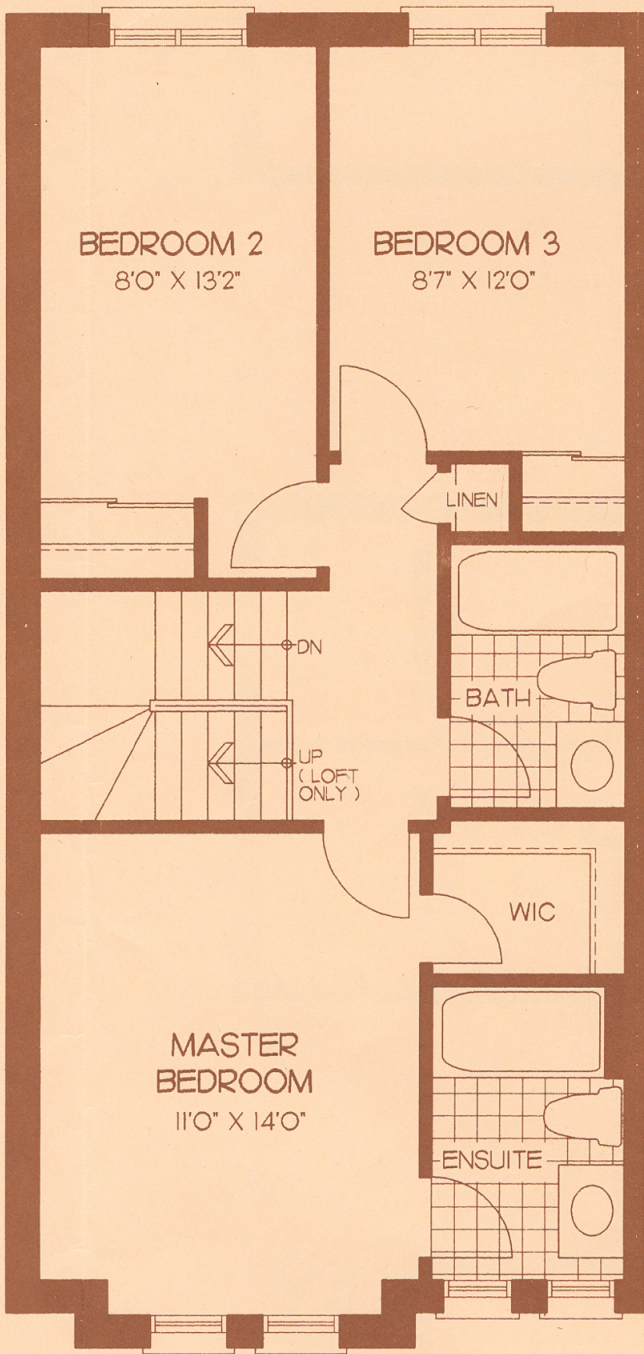 BEDROOM 2
8'0" X 13'2"
BEDROOM 3
8'7" X 12'0"
LINEN
DN
BATH
UP
(LOFT
ONLY)
WIC
MASTER
BEDROOM
11'0" X 14'0"
ENSUITE